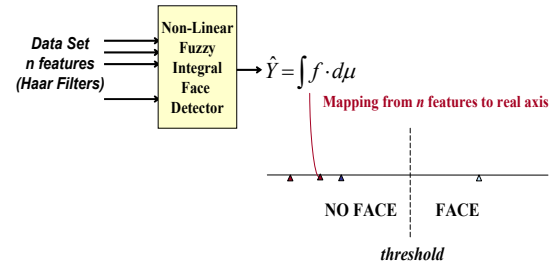 Data Set
n features
(Haar Filters)
Non-Linear
Fuzzy
Integral
Face
Detector
Ŷ = ∫ f · dμ
Mapping from n features to real axis
NO FACE
FACE
threshold